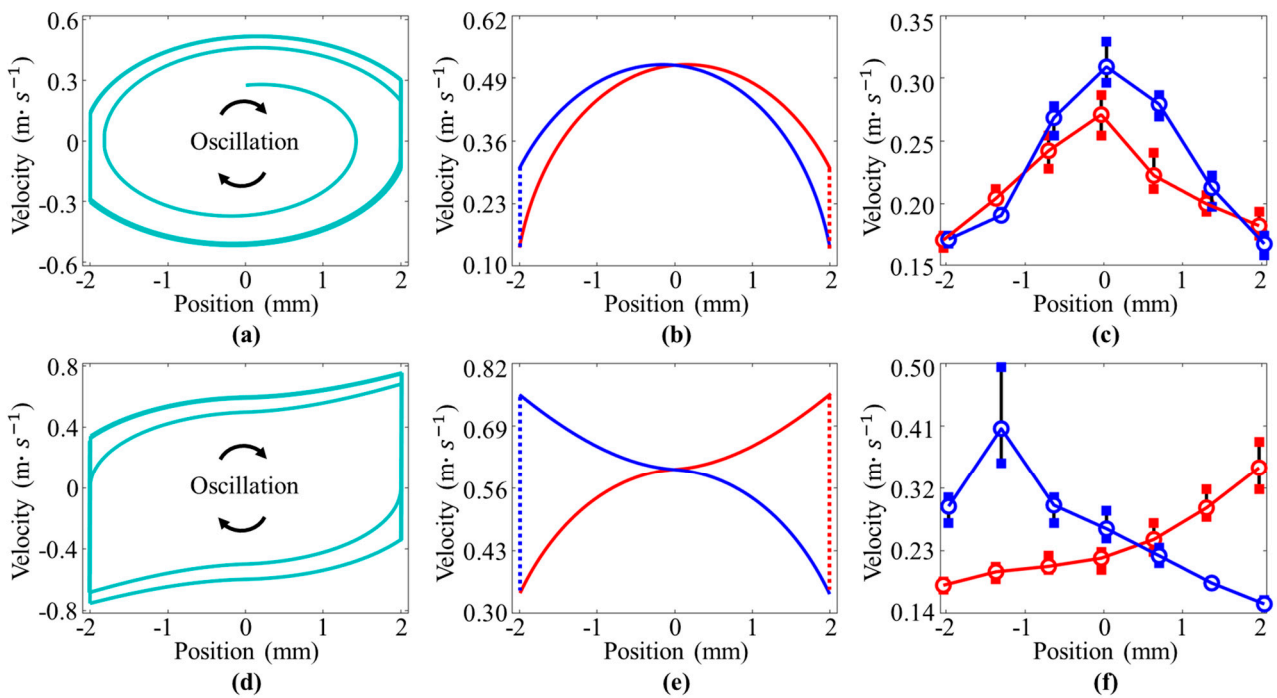 0.6
0.3
0
-0.3
-0.6
Velocity (m· s⁻¹)
Oscillation
-2 -1 0 1 2
Position (mm)
(a)
0.62
0.49
0.36
0.23
0.10
Velocity (m· s⁻¹)
-2 -1 0 1 2
Position (mm)
(b)
0.35
0.30
0.25
0.20
0.15
Velocity (m· s⁻¹)
-2 -1 0 1 2
Position (mm)
(c)
0.8
0.4
0
-0.4
-0.8
Velocity (m· s⁻¹)
Oscillation
-2 -1 0 1 2
Position (mm)
(d)
0.82
0.69
0.56
0.43
0.30
Velocity (m· s⁻¹)
-2 -1 0 1 2
Position (mm)
(e)
0.50
0.41
0.32
0.23
0.14
Velocity (m· s⁻¹)
-2 -1 0 1 2
Position (mm)
(f)